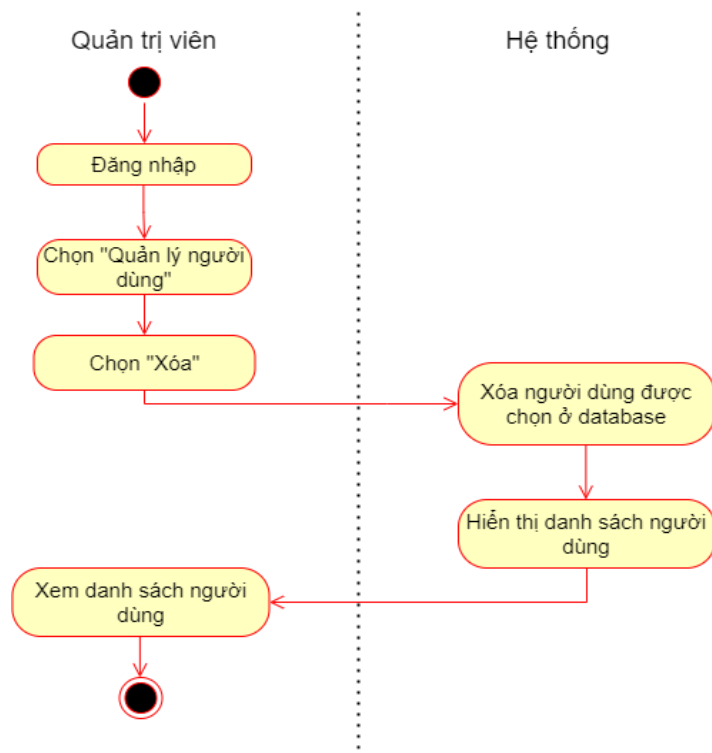 Quản trị viên
Hệ thống
Đăng nhập
Chọn "Quản lý người
dùng"
Chọn "Xóa"
Xóa người dùng được
chọn ở database
Hiển thị danh sách người
dùng
Xem danh sách người
dùng